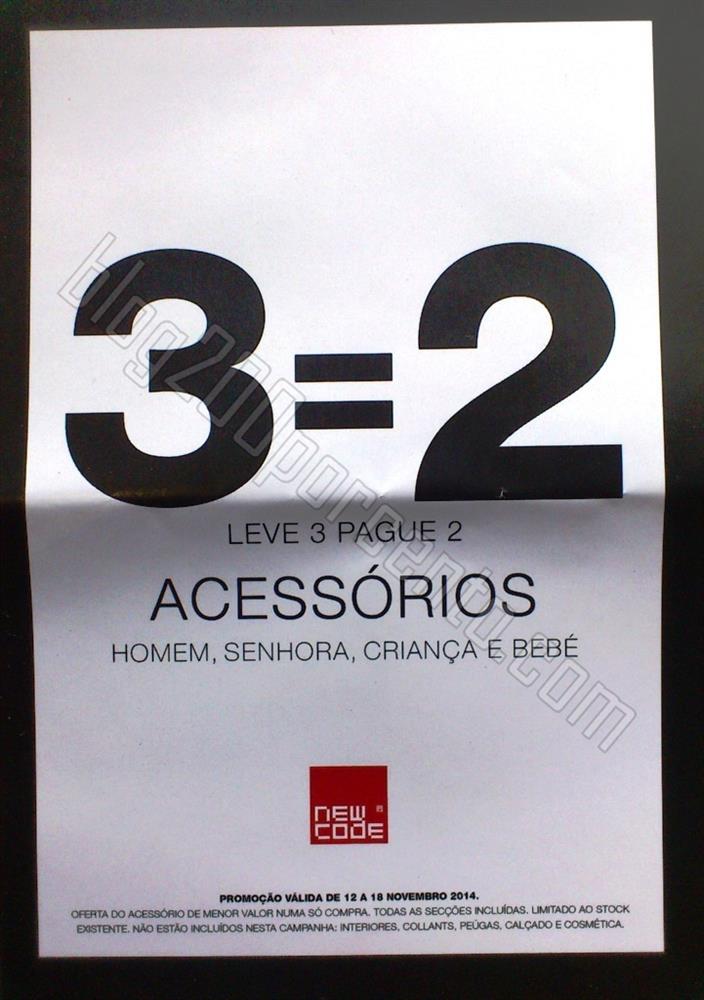 3=2
LEVE 3 PAGUE 2
ACESSÓRIOS
HOMEM, SENHORA, CRIANÇA E BEBÉ
blog200porcento.com
new
code
PROMOÇÃO VÁLIDA DE 12 A 18 NOVEMBRO 2014.
OFERTA DO ACESSÓRIO DE MENOR VALOR NUMA SÓ COMPRA. TODAS AS SECÇÕES INCLUÍDAS. LIMITADO AO STOCK
EXISTENTE. NÃO ESTÃO INCLUÍDOS NESTA CAMPANHA: INTERIORES, COLLANTS, PEÚGAS, CALÇADO E COSMÉTICA.